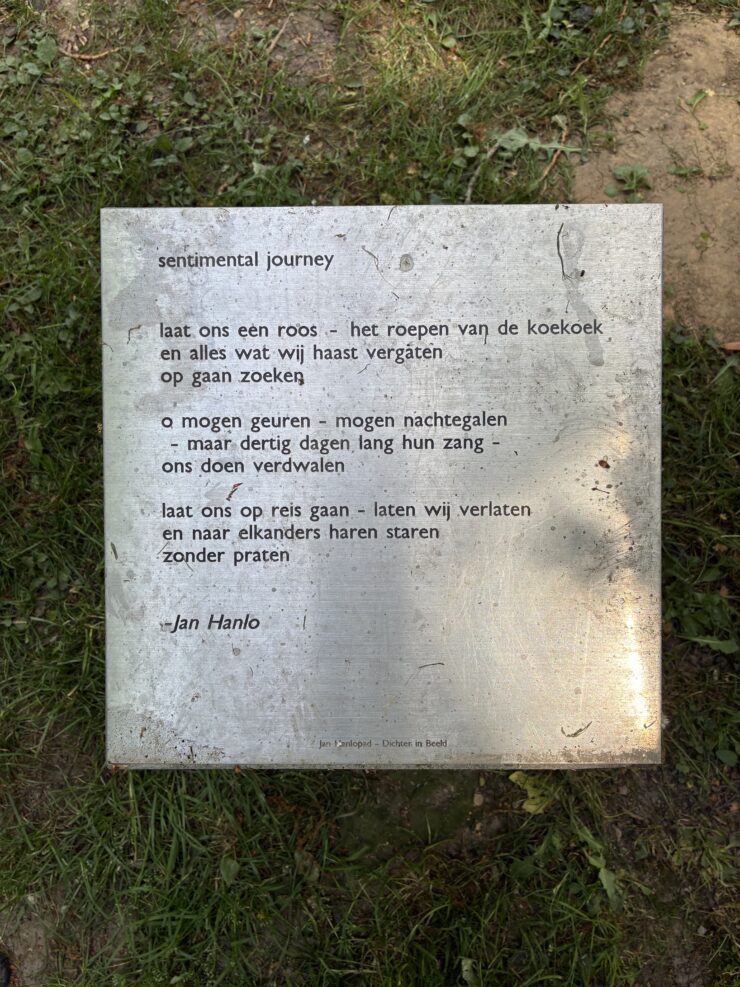 sentimental journey
laat ons een roos - het roepen van de koekoek
en alles wat wij haast vergaten
op gaan zoeken
o mogen geuren - mogen nachtegalen
- maar dertig dagen lang hun zang -
ons doen verdwalen
laat ons op reis gaan - laten wij verlaten
en naar elkanders haren staren
zonder praten
-Jan Hanlo
Jan Hanlopad - Dichter in Beeld